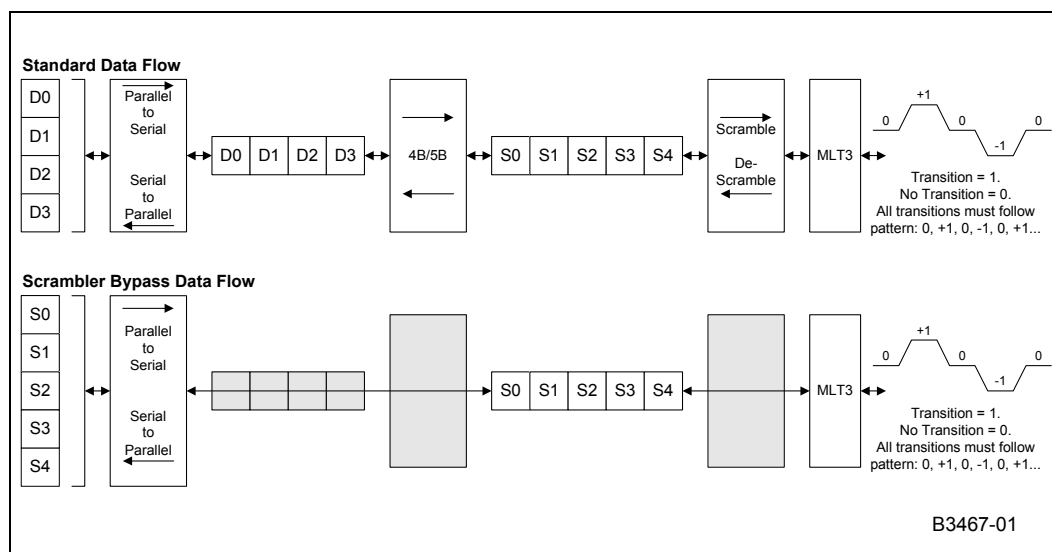 Standard Data Flow
D0
D1
D2
D3
Parallel
to
Serial
Serial
to
Parallel
D0 D1 D2 D3
4B/5B
S0 S1 S2 S3 S4
Scramble
De-
Scramble
MLT3
0 +1 0 -1 0
Transition = 1.
No Transition = 0.
All transitions must follow
pattern: 0, +1, 0, -1, 0, +1...
Scrambler Bypass Data Flow
S0
S1
S2
S3
S4
Parallel
to
Serial
Serial
to
Parallel
S0 S1 S2 S3 S4
MLT3
0 +1 0 -1 0
Transition = 1.
No Transition = 0.
All transitions must follow
pattern: 0, +1, 0, -1, 0, +1...
B3467-01